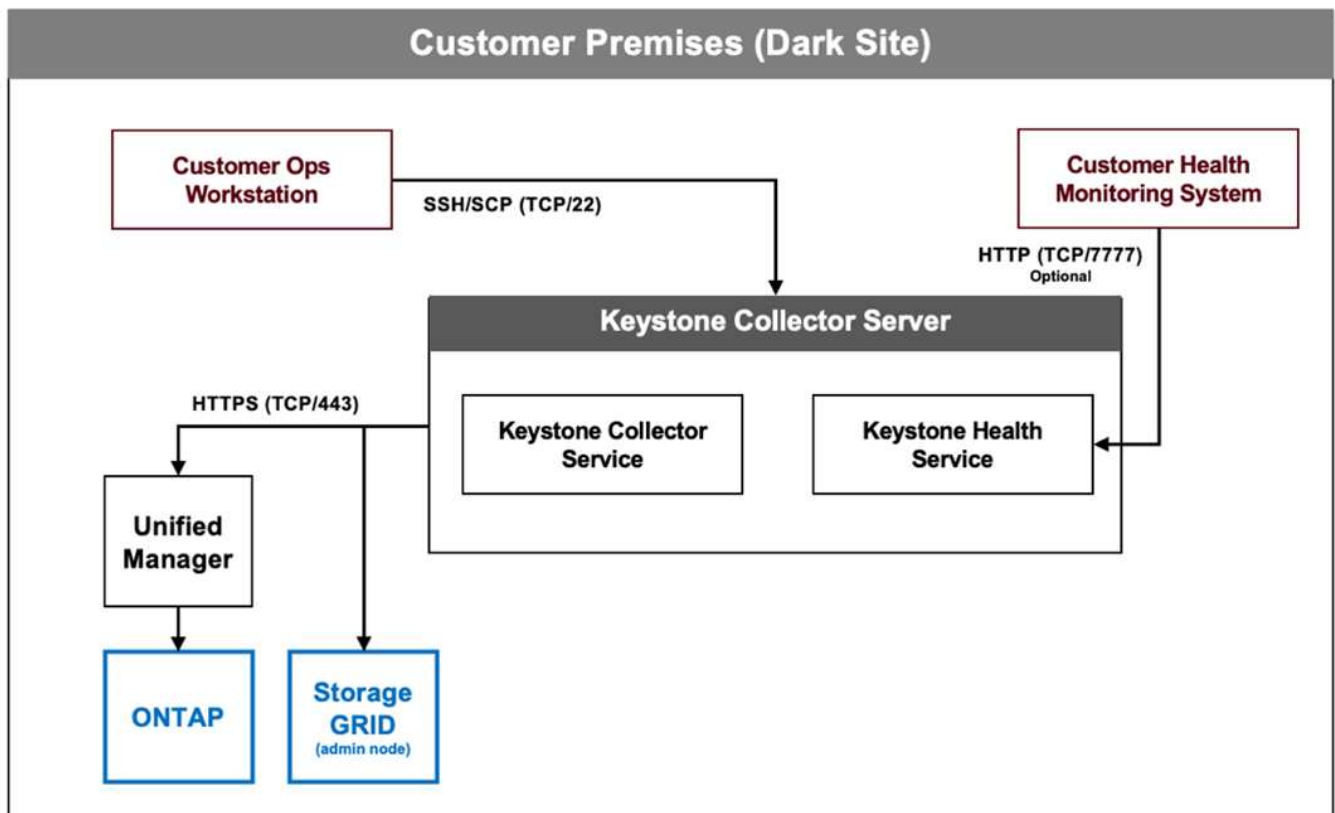 Customer Premises (Dark Site)
Customer Ops
Workstation
Customer Health
Monitoring System
SSH/SCP (TCP/22)
HTTP (TCP/7777)
Optional
Keystone Collector Server
HTTPS (TCP/443)
Keystone Collector
Service
Keystone Health
Service
Unified
Manager
ONTAP
Storage
GRID
(admin node)